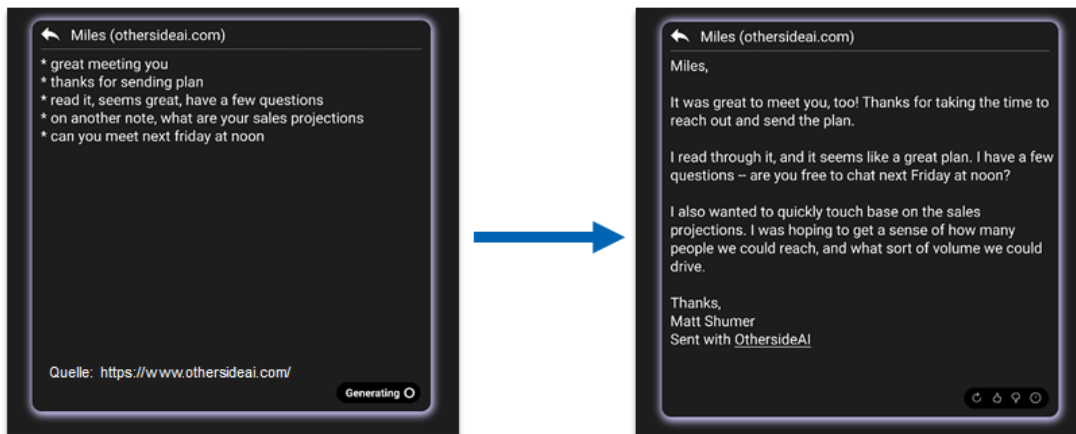 Miles (othersideai.com)
* great meeting you
* thanks for sending plan
* read it, seems great, have a few questions
* on another note, what are your sales projections
* can you meet next friday at noon
Quelle: https://www.othersideai.com/
Generating
Miles (othersideai.com)
Miles,
It was great to meet you, too! Thanks for taking the time to
reach out and send the plan.
I read through it, and it seems like a great plan. I have a few
questions -- are you free to chat next Friday at noon?
I also wanted to quickly touch base on the sales
projections. I was hoping to get a sense of how many
people we could reach, and what sort of volume we could
drive.
Thanks,
Matt Shumer
Sent with OthersideAI